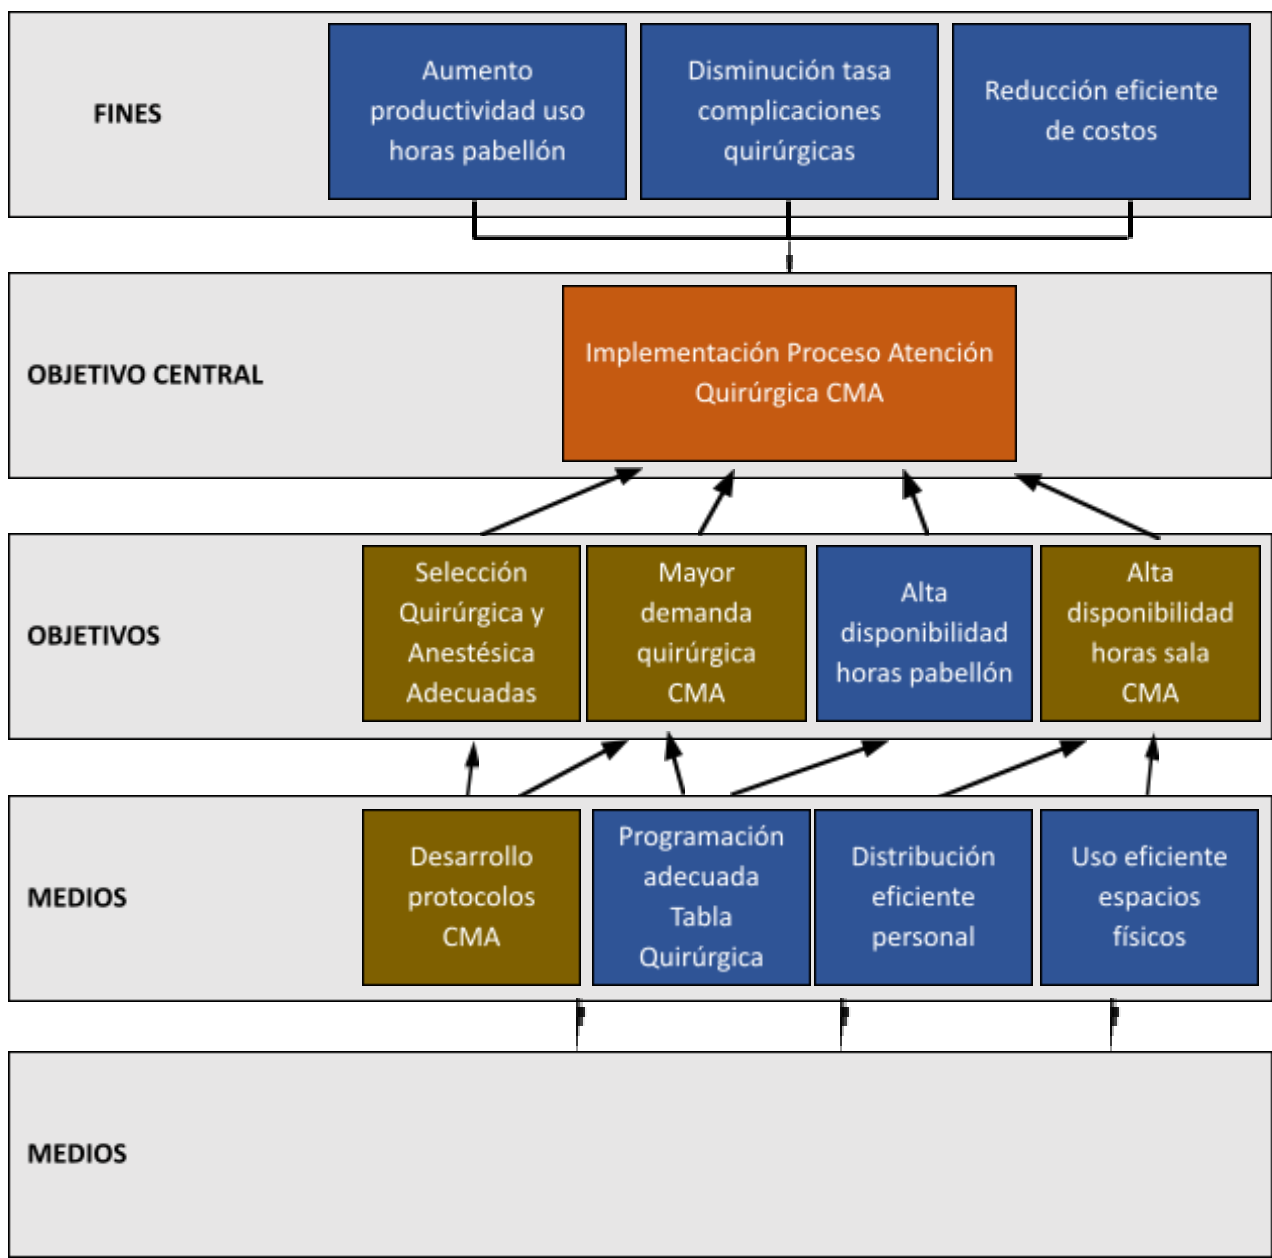 FINES
Aumento
productividad uso
horas pabellón
Disminución tasa
complicaciones
quirúrgicas
Reducción eficiente
de costos
OBJETIVO CENTRAL
Implementación Proceso Atención
Quirúrgica CMA
OBJETIVOS
Selección
Quirúrgica y
Anestésica
Adecuadas
Mayor
demanda
quirúrgica
CMA
Alta
disponibilidad
horas pabellón
Alta
disponibilidad
horas sala
CMA
MEDIOS
Desarrollo
protocolos
CMA
Programación
adecuada
Tabla
Quirúrgica
Distribución
eficiente
personal
Uso eficiente
espacios
físicos
MEDIOS